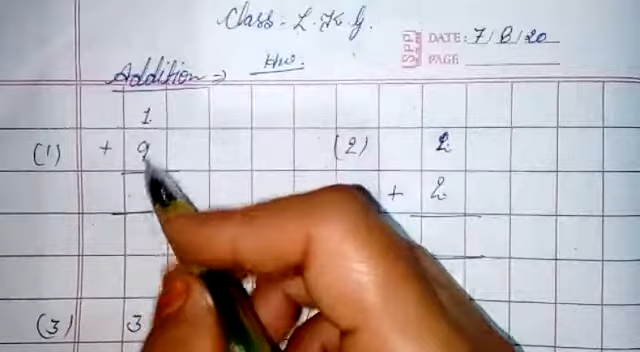 Class - L.K.G.
DATE: 7/8/20
PAGE
H.W.
Addition ⇒
1
(1) + 9
(2) 2
+ 2
(3) 3